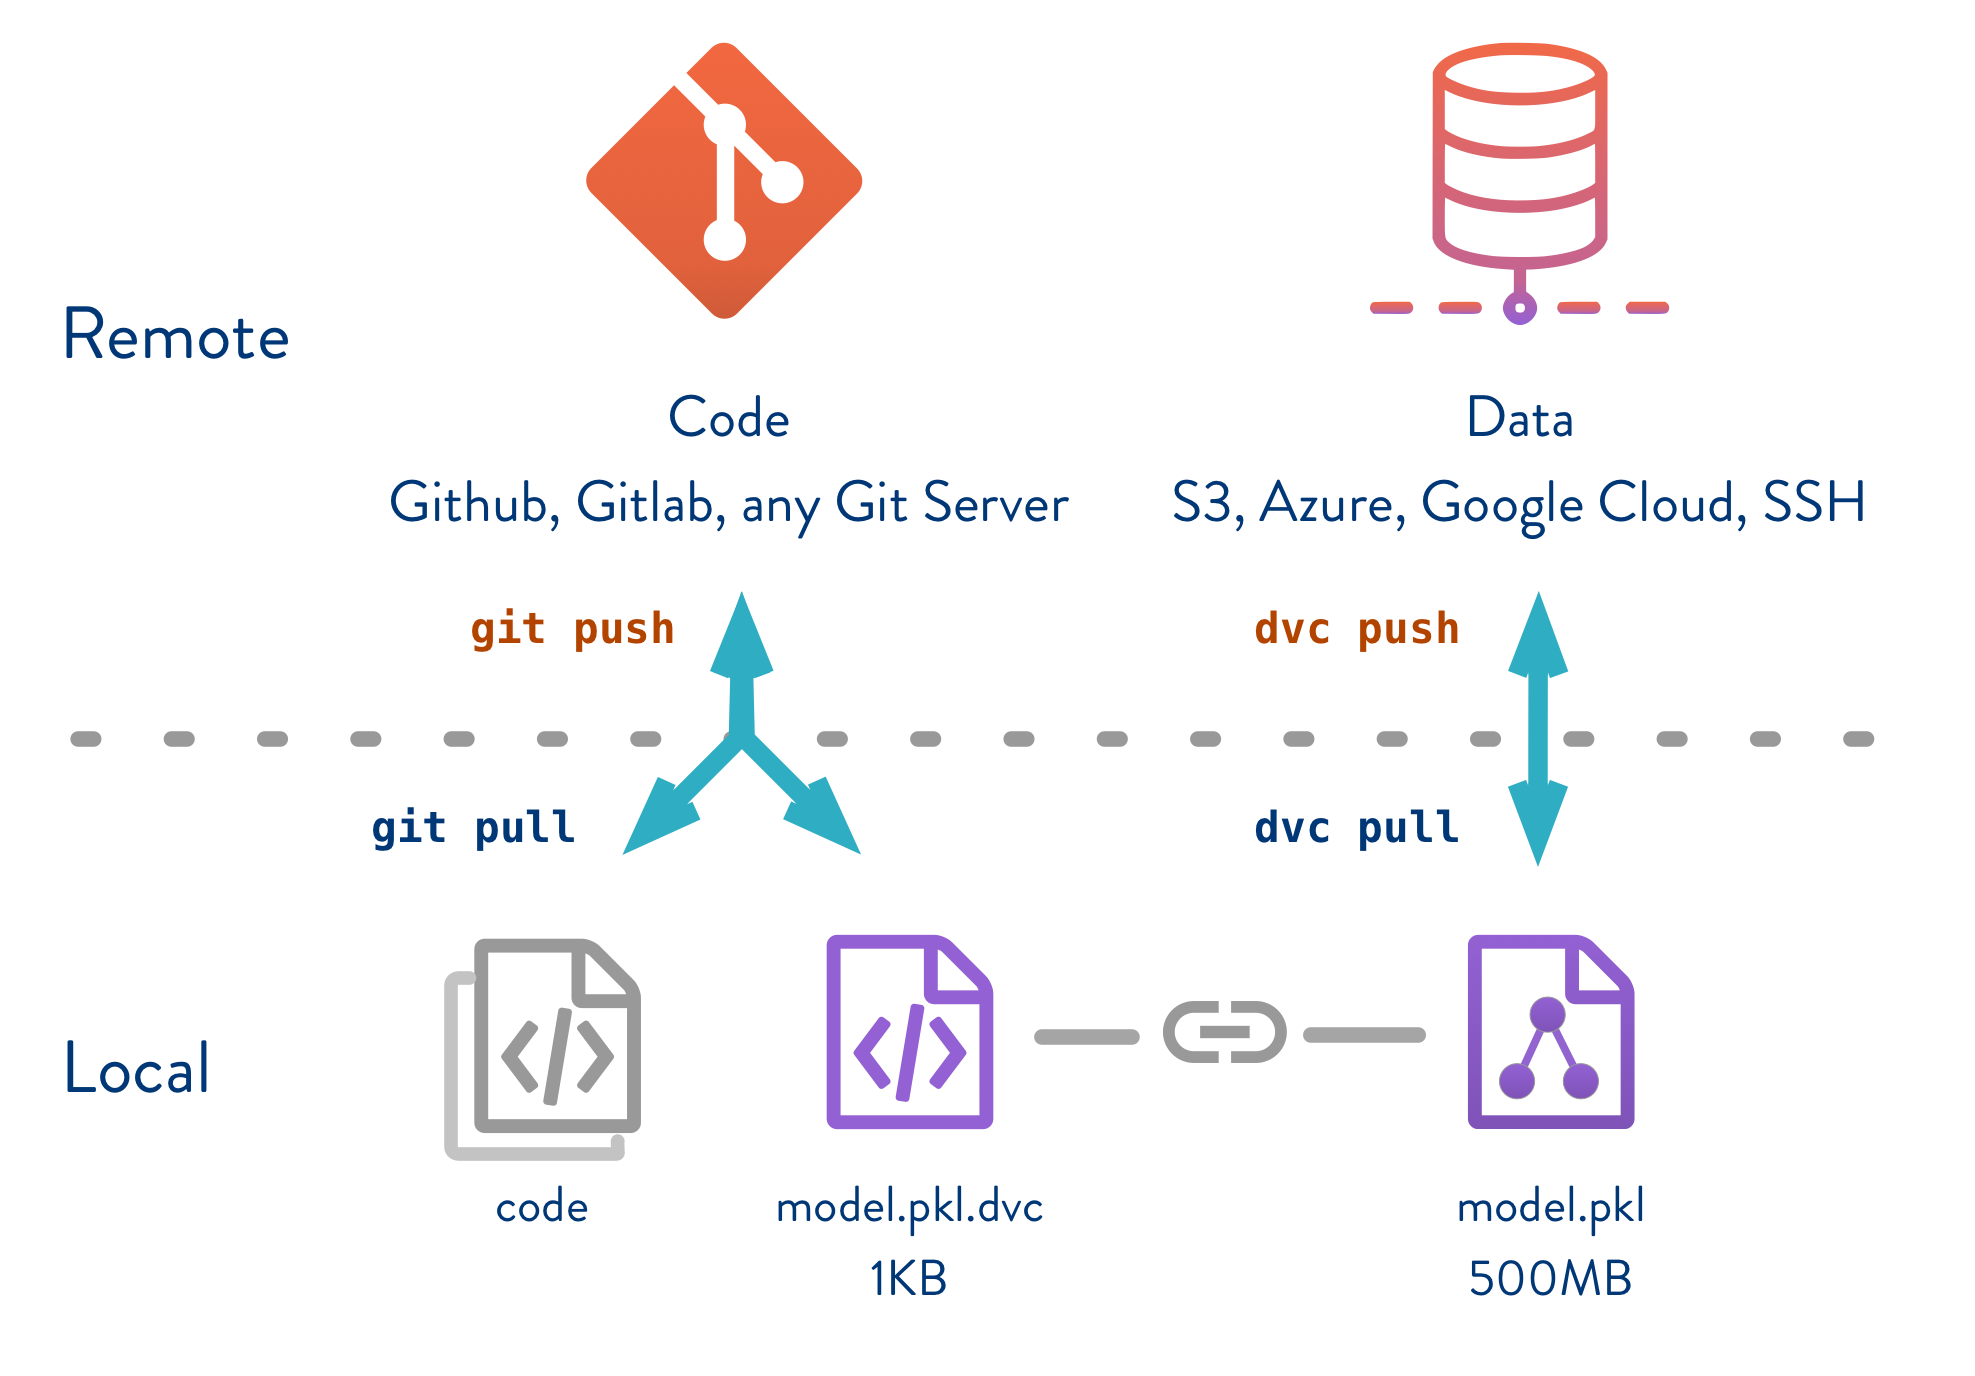 Remote
Code
Github, Gitlab, any Git Server
Data
S3, Azure, Google Cloud, SSH
git push
dvc push
git pull
dvc pull
Local
code
model.pkl.dvc
1KB
model.pkl
500MB